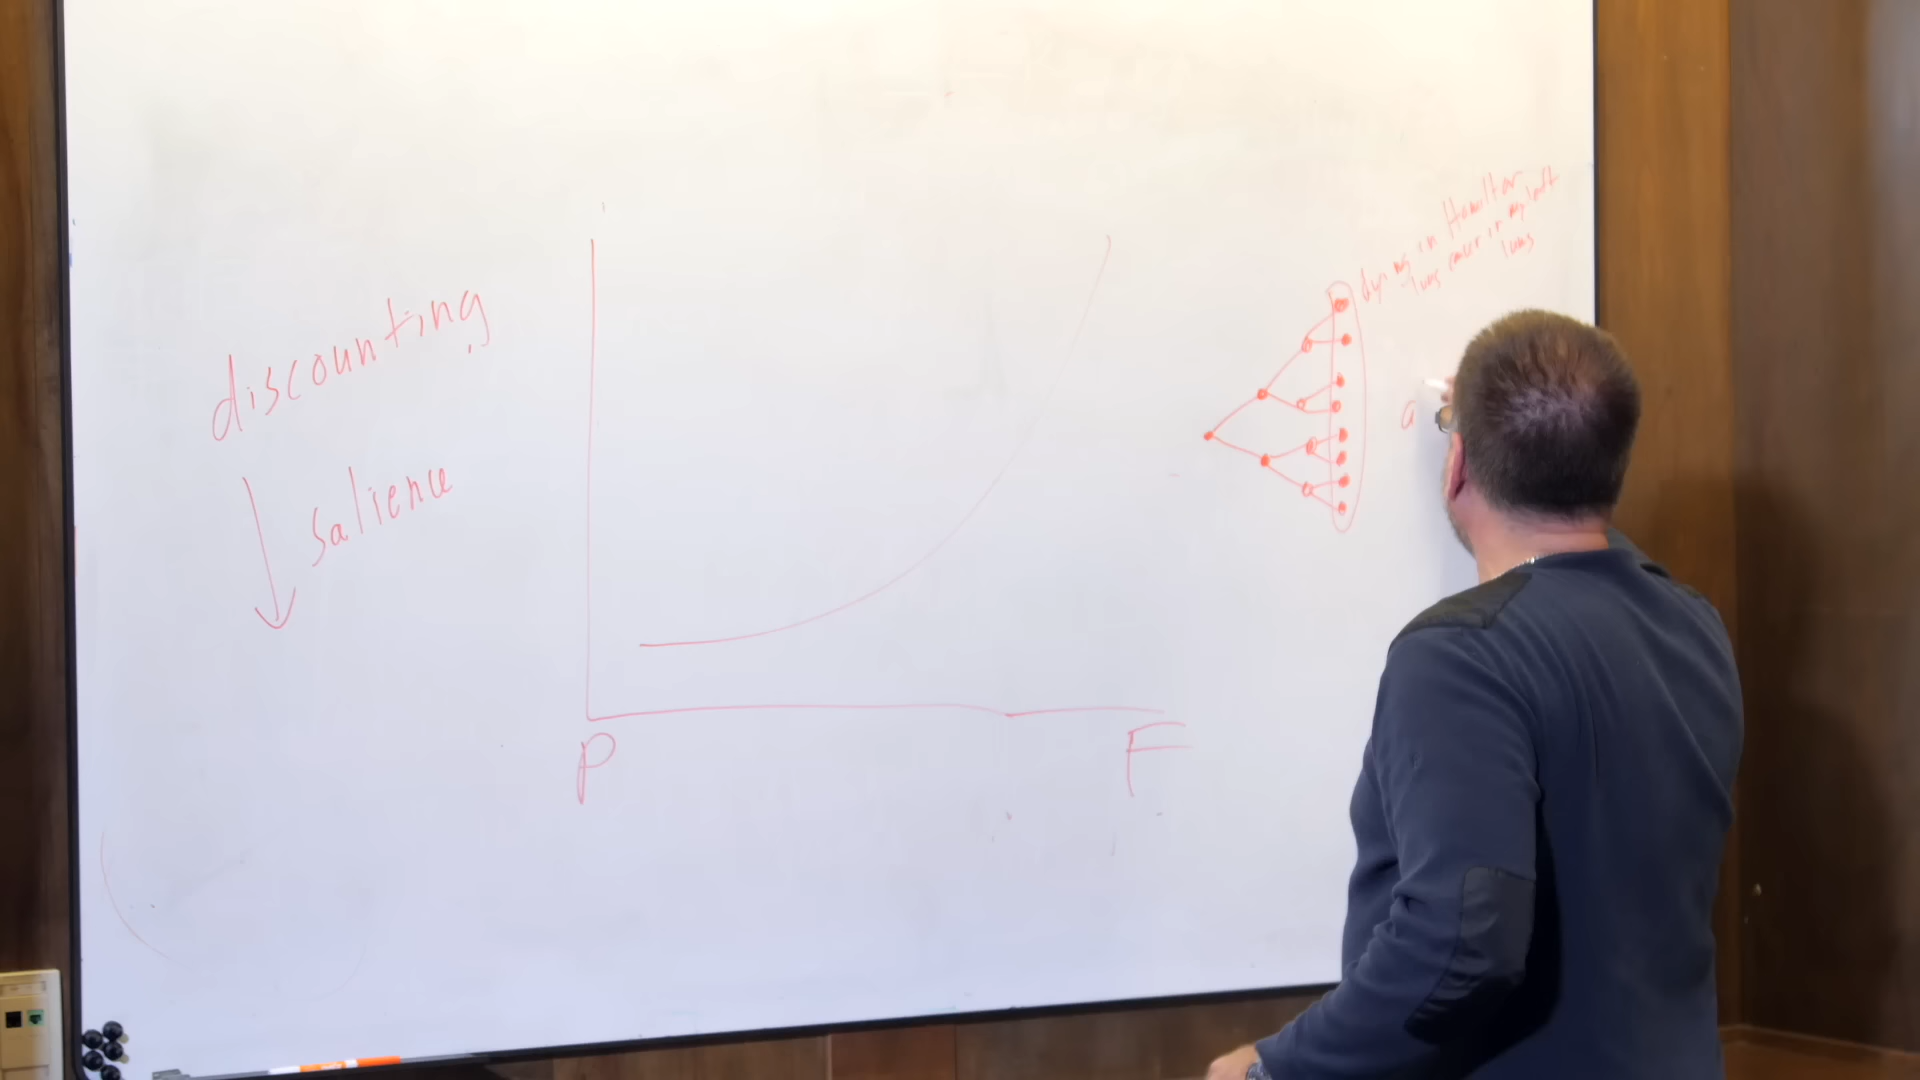 discounting
salience
P
F
dying in Hamilton
lung cancer in my left
lung
a